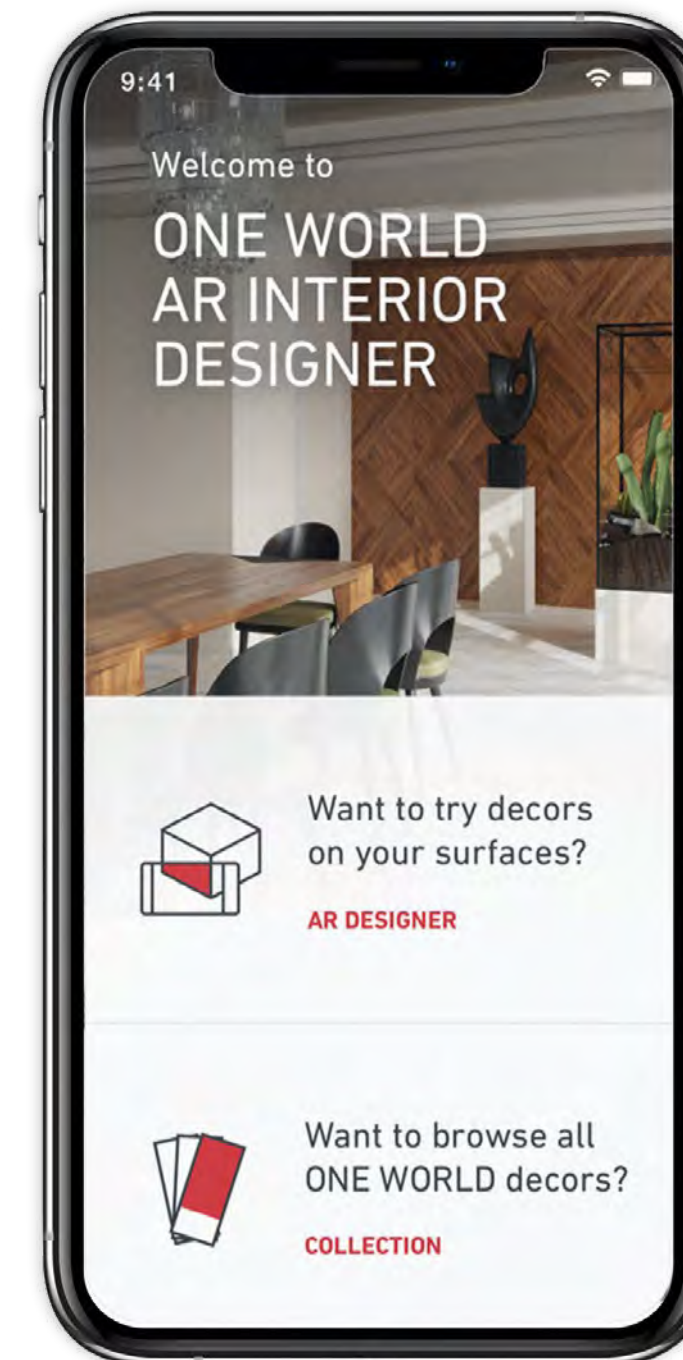 9:41
Welcome to
ONE WORLD
AR INTERIOR
DESIGNER
Want to try decors
on your surfaces?
AR DESIGNER
Want to browse all
ONE WORLD decors?
COLLECTION